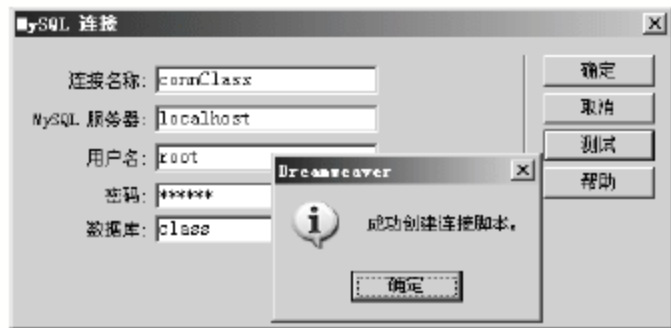 MySQL 连接
连接名称: connClass
MySQL 服务器: localhost
用户名: root
密码: ******
数据库: class
确定
取消
测试
帮助
Dreamweaver
成功创建连接脚本。
确定